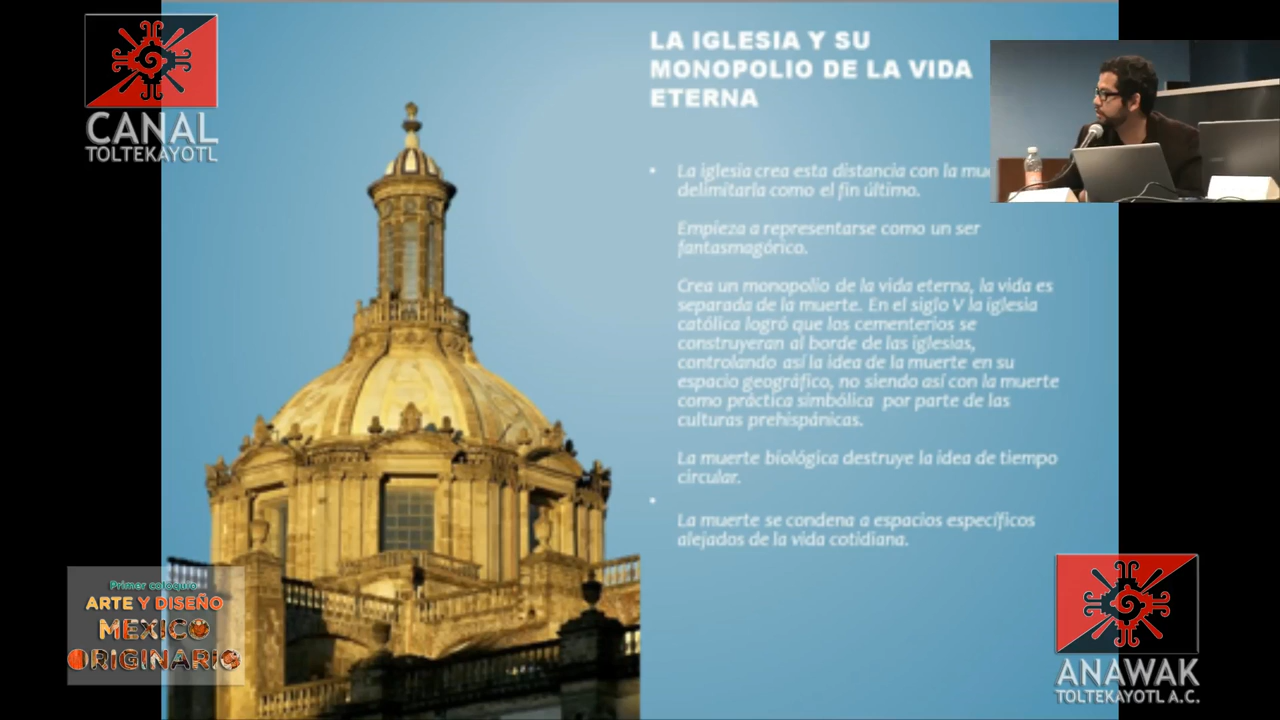 CANAL
TOLTEKAYOTL
LA IGLESIA Y SU
MONOPOLIO DE LA VIDA
ETERNA
• La iglesia crea esta distancia con la
delimitarla como el fin último.
Empieza a representarse como un ser
fantasmagórico.
Crea un monopolio de la vida eterna, la vida es
separada de la muerte. En el siglo V la iglesia
católica logró que los cementerios se
construyeran al borde de las iglesias,
controlando así la idea de la muerte en su
espacio geográfico, no siendo así con la muerte
como práctica simbólica por parte de las
culturas prehispánicas.
La muerte biológica destruye la idea de tiempo
circular.
•
La muerte se condena a espacios específicos
alejados de la vida cotidiana.
Primer coloquio
ARTE Y DISEÑO
MEXICO
ORIGINARIO
ANAWAK
TOLTEKAYOTL A.C.